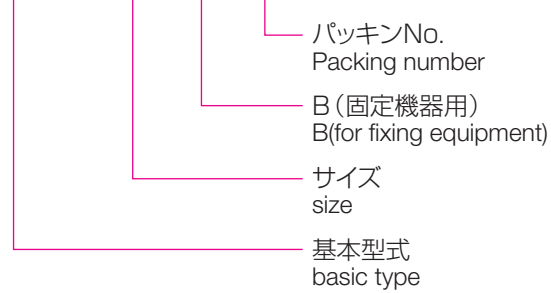 パッキンNo.
Packing number
B（固定機器用）
B(for fixing equipment)
サイズ
size
基本型式
basic type